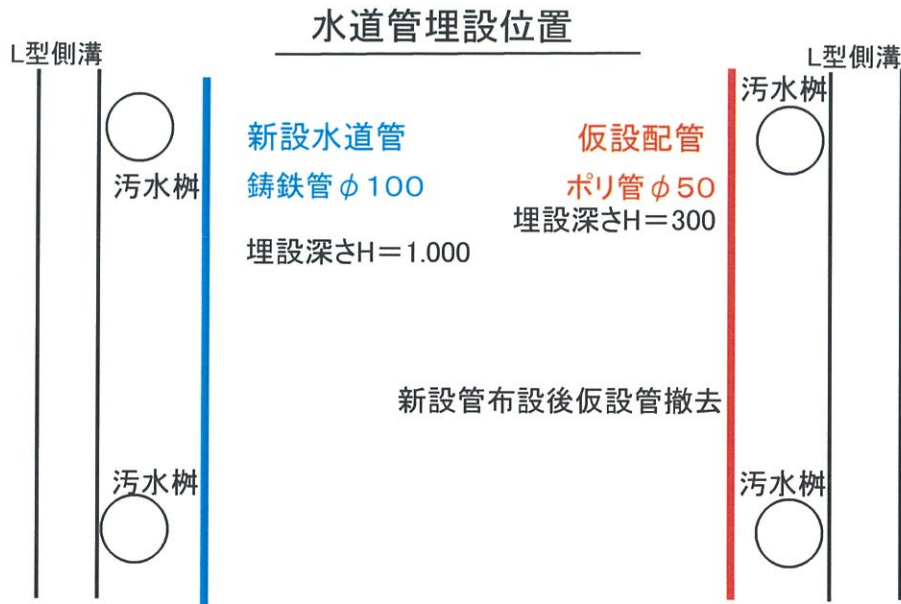 水道管埋設位置
L型側溝
L型側溝
汚水桝
新設水道管
仮設配管
汚水桝
鋳鉄管φ100
ポリ管φ50
埋設深さH＝300
埋設深さH＝1.000
新設管布設後仮設管撤去
汚水桝
汚水桝